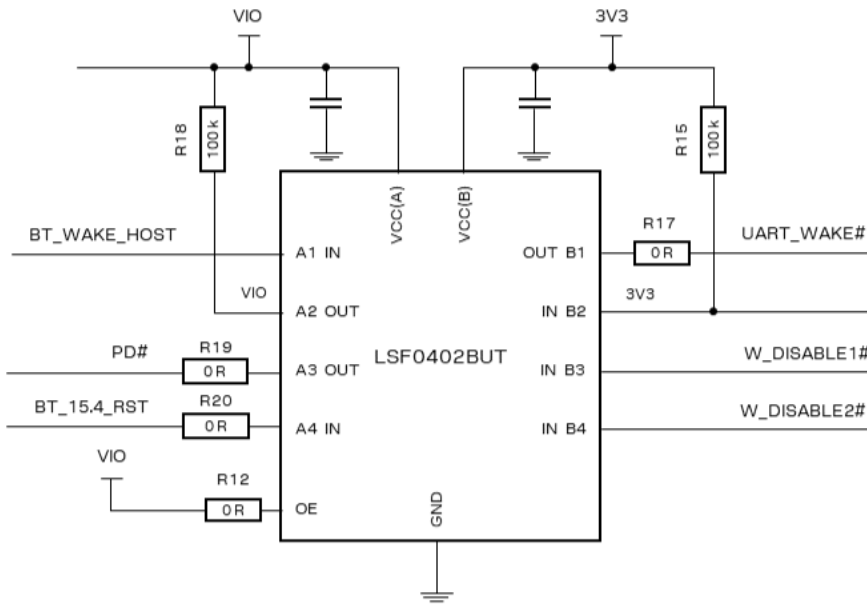 VIO
3V3
R18
100k
R15
100k
VCC(A)
VCC(B)
R17
BT_WAKE_HOST
UART_WAKE#
A1 IN
OUT B1
0R
VIO
3V3
A2 OUT
IN B2
PD#
R19
LSF0402BUT
W_DISABLE1#
0R
A3 OUT
IN B3
BT_15.4_RST
R20
W_DISABLE2#
0R
A4 IN
IN B4
VIO
R12
0R
OE
GND